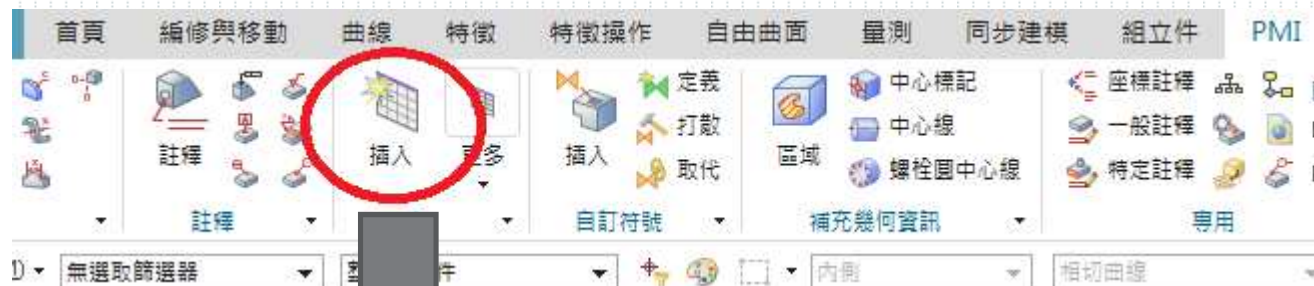 首頁 編修與移動 曲線 特徵 特徵操作 自由曲面 量測 同步建模 組立件 PMI
定義 中心標記 座標註釋
打散 中心線 一般註釋
註釋 插入 更多 插入 區域
取代 螺栓圓中心線 特定註釋
註釋 自訂符號 補充幾何資訊 專用
無選取篩選器 件 內側 相切曲線